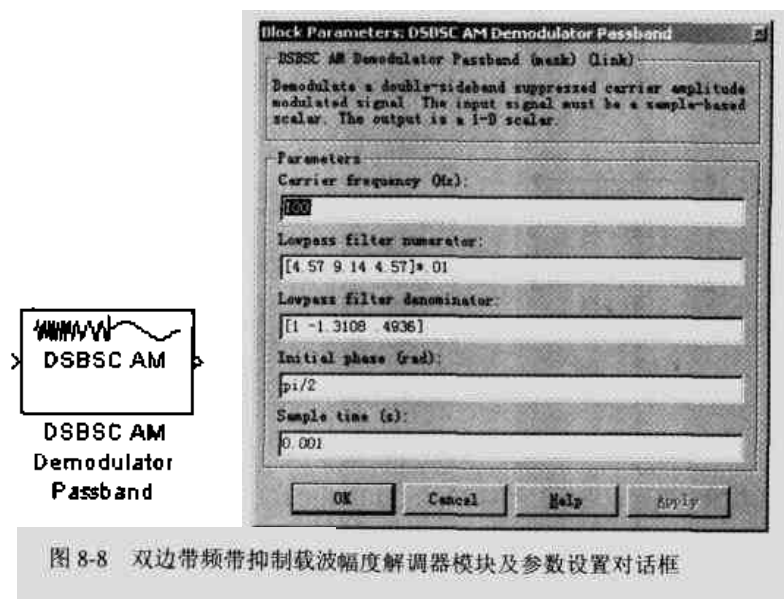 Block Parameters: DSBSC AM Demodulator Passband
DSBSC AM Demodulator Passband (mask) (link)
Demodulate a double-sideband suppressed carrier amplitude
modulated signal. The input signal must be a sample-based
scalar. The output is a 1-D scalar.
Parameters
Carrier frequency (Hz):
100
Lowpass filter numerator:
[4.57 9.14 4.57]*.01
Lowpass filter denominator:
[1 -1.3108 .4936]
Initial phase (rad):
pi/2
Sample time (s):
0.001
OK Cancel Help Apply
DSBSC AM
DSBSC AM
Demodulator
Passband
图 8-8 双边带频带抑制载波幅度解调器模块及参数设置对话框